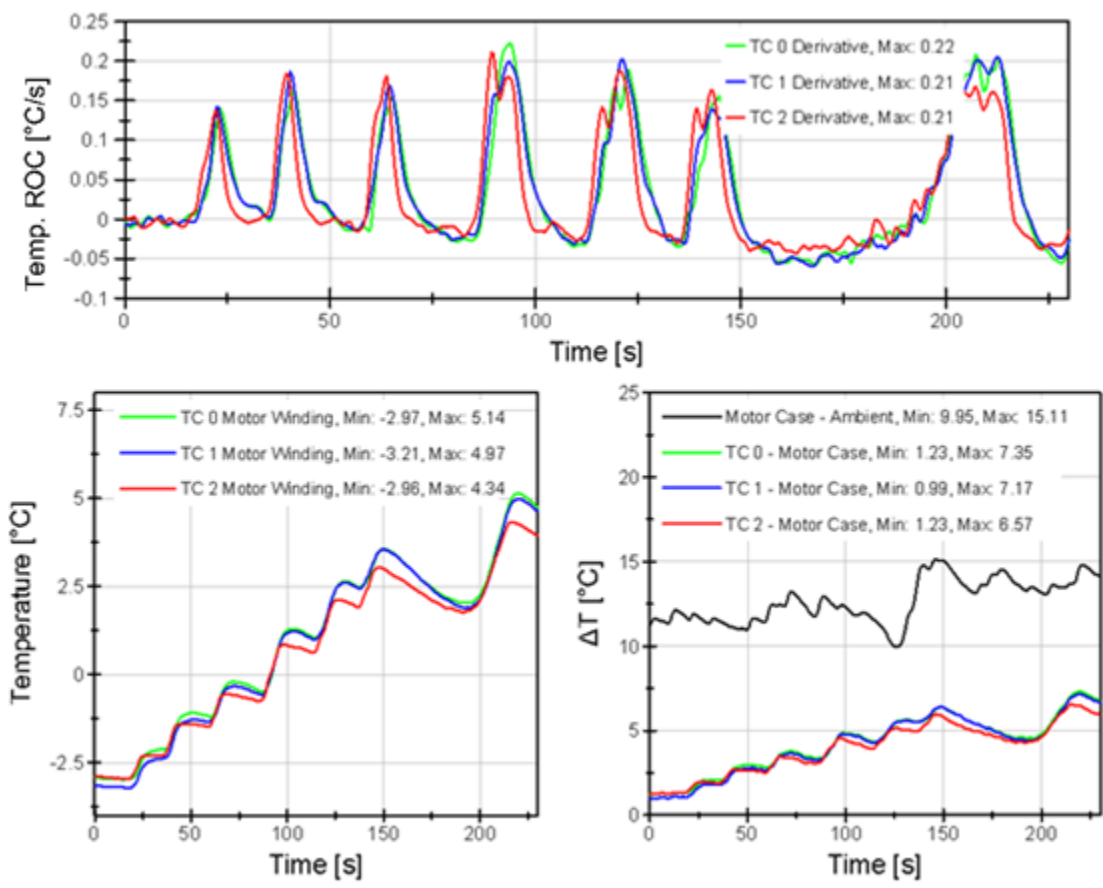 0.25
0.2
0.15
0.1
0.05
0
-0.05
-0.1
Temp. ROC [°C/s]
TC 0 Derivative, Max: 0.22
TC 1 Derivative, Max: 0.21
TC 2 Derivative, Max: 0.21
0 50 100 150 200
Time [s]
7.5
5
2.5
0
-2.5
Temperature [°C]
TC 0 Motor Winding, Min: -2.97, Max: 5.14
TC 1 Motor Winding, Min: -3.21, Max: 4.97
TC 2 Motor Winding, Min: -2.96, Max: 4.34
0 50 100 150 200
Time [s]
25
20
15
10
5
0
ΔT [°C]
Motor Case - Ambient, Min: 9.95, Max: 15.11
TC 0 - Motor Case, Min: 1.23, Max: 7.35
TC 1 - Motor Case, Min: 0.99, Max: 7.17
TC 2 - Motor Case, Min: 1.23, Max: 6.57
0 50 100 150 200
Time [s]